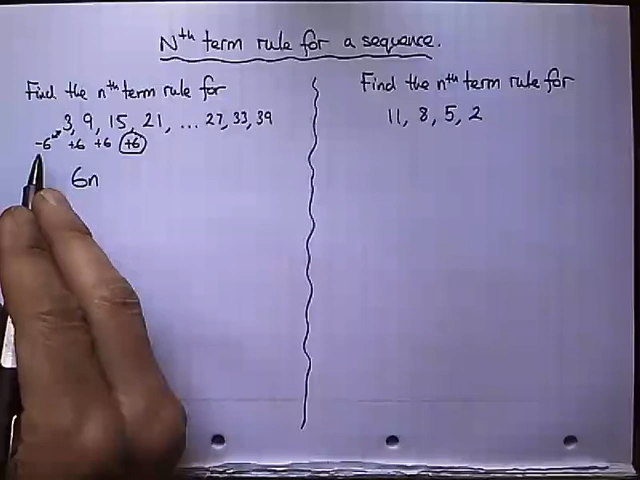 Nth term rule for a sequence.
Find the nth term rule for
3, 9, 15, 21, ... 27, 33, 39
-6 +6 +6 +6
6n
Find the nth term rule for
11, 8, 5, 2